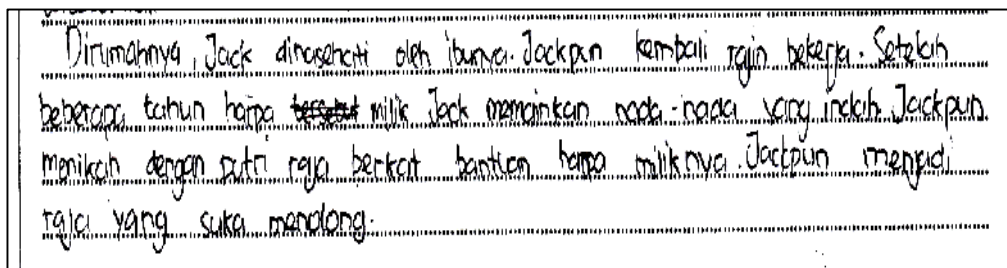 Dirumahnya, Jack dinasehati oleh ibunya. Jackpun kembali rajin bekerja. Setelah
beberapa tahun harpa milik Jack memainkan nada-nada yang indah. Jackpun
menikah dengan putri raja berkat bantuan harpa miliknya. Jackpun menjadi
raja yang suka menolong.